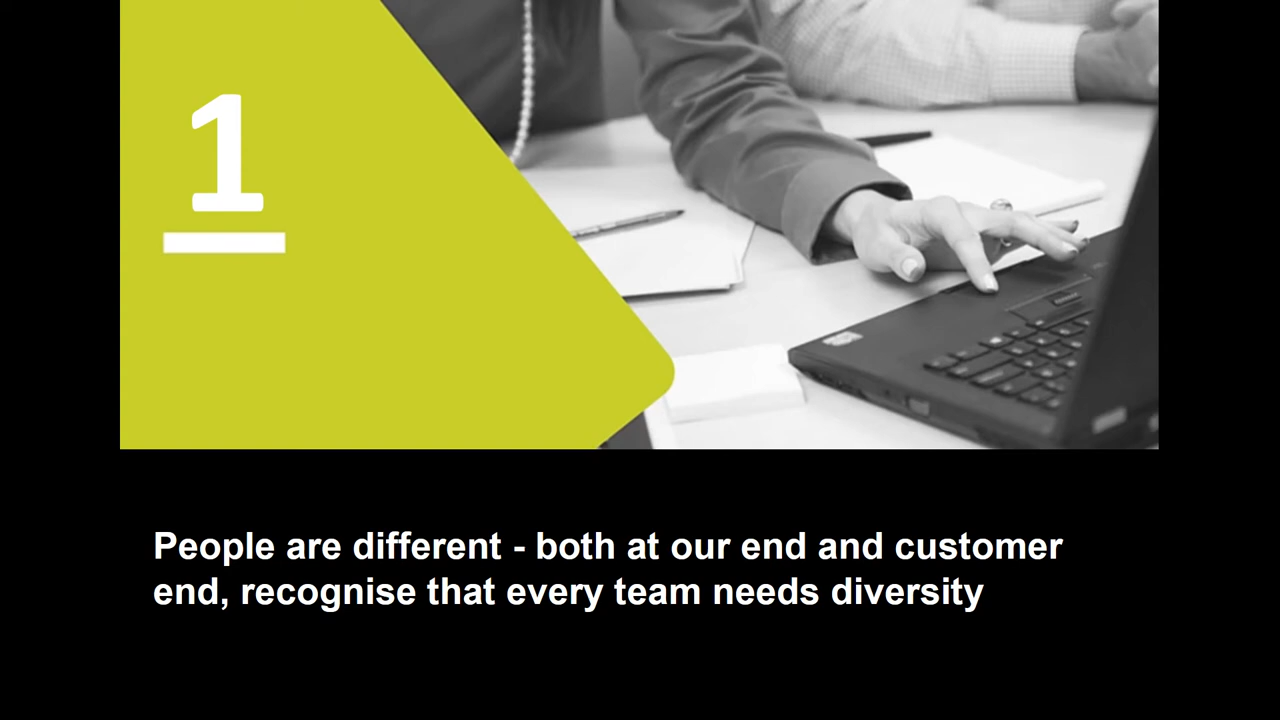 1
People are different - both at our end and customer
end, recognise that every team needs diversity